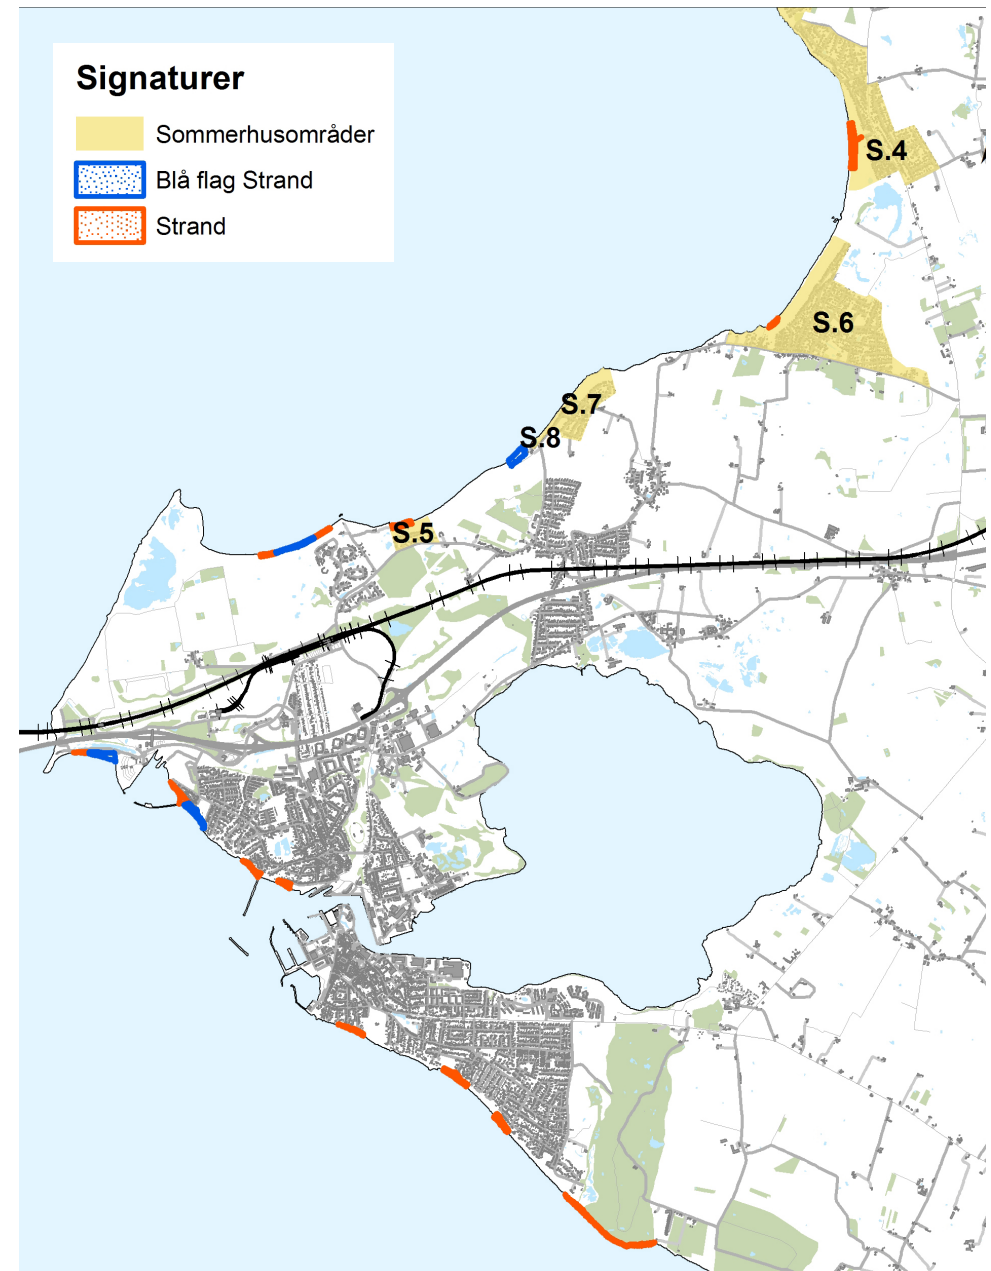 Signaturer
Sommerhusområder
Blå flag Strand
Strand
S.4
S.6
S.7
S.8
S.5